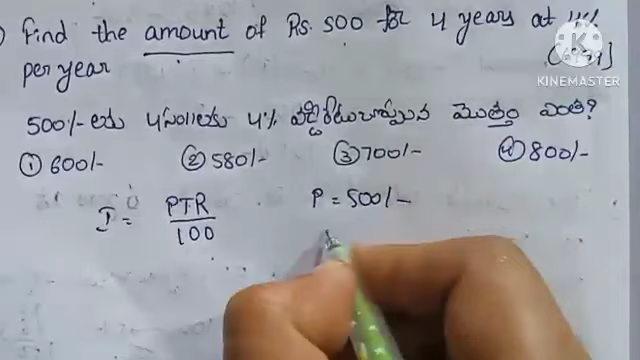 ) Find the amount of Rs. 500 for 4 years at 4%
per year
KINEMASTER
500/- లకు 4సంలకు 4% మొత్తం ఎంత?
① 600/- ② 580/- ③ 700/- ④ 800/-
I = PTR / 100 P = 500/-